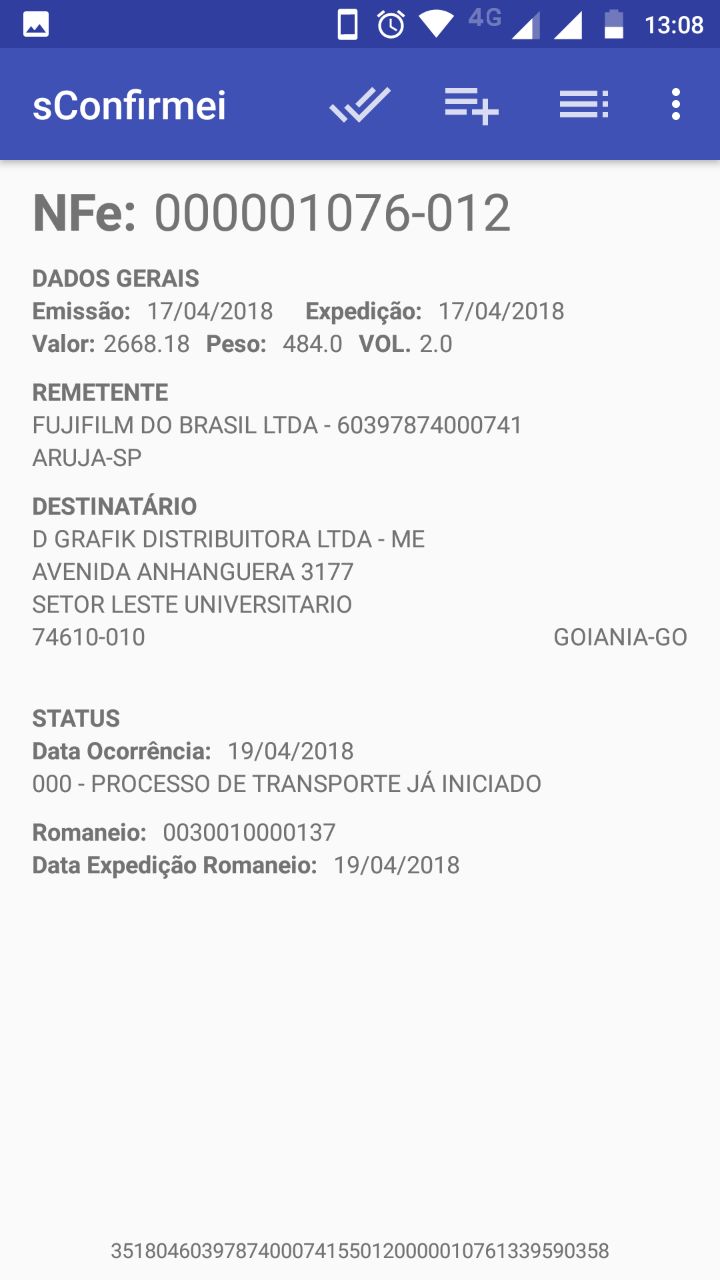 4G 13:08
sConfirmei
NFe: 000001076-012
DADOS GERAIS
Emissão: 17/04/2018 Expedição: 17/04/2018
Valor: 2668.18 Peso: 484.0 VOL. 2.0
REMETENTE
FUJIFILM DO BRASIL LTDA - 60397874000741
ARUJA-SP
DESTINATÁRIO
D GRAFIK DISTRIBUITORA LTDA - ME
AVENIDA ANHANGUERA 3177
SETOR LESTE UNIVERSITARIO
74610-010 GOIANIA-GO
STATUS
Data Ocorrência: 19/04/2018
000 - PROCESSO DE TRANSPORTE JÁ INICIADO
Romaneio: 0030010000137
Data Expedição Romaneio: 19/04/2018
35180460397874000741550120000010761339590358